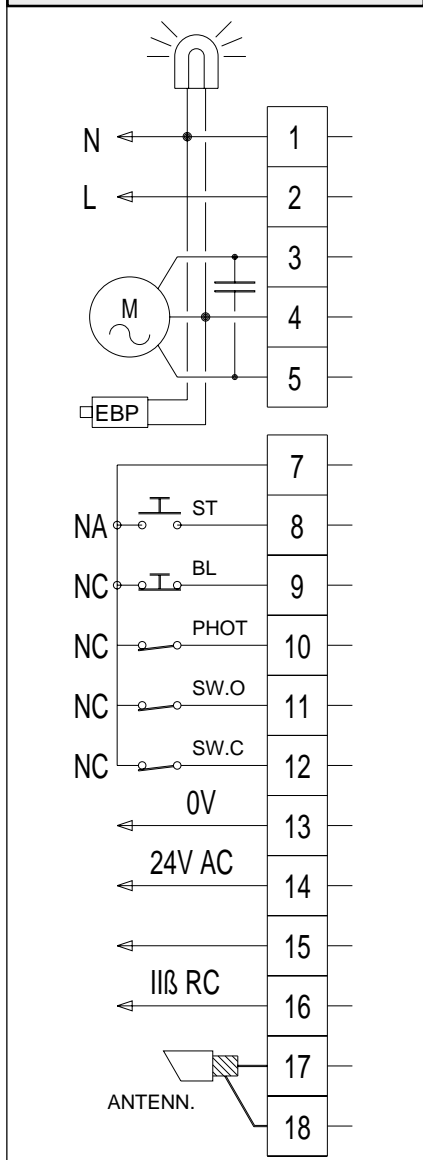 N 1
L 2
3
M 4
5
EBP
7
NA ST 8
NC BL 9
NC PHOT 10
NC SW.O 11
NC SW.C 12
0V 13
24V AC 14
15
IIß RC 16
17
ANTENN.
18